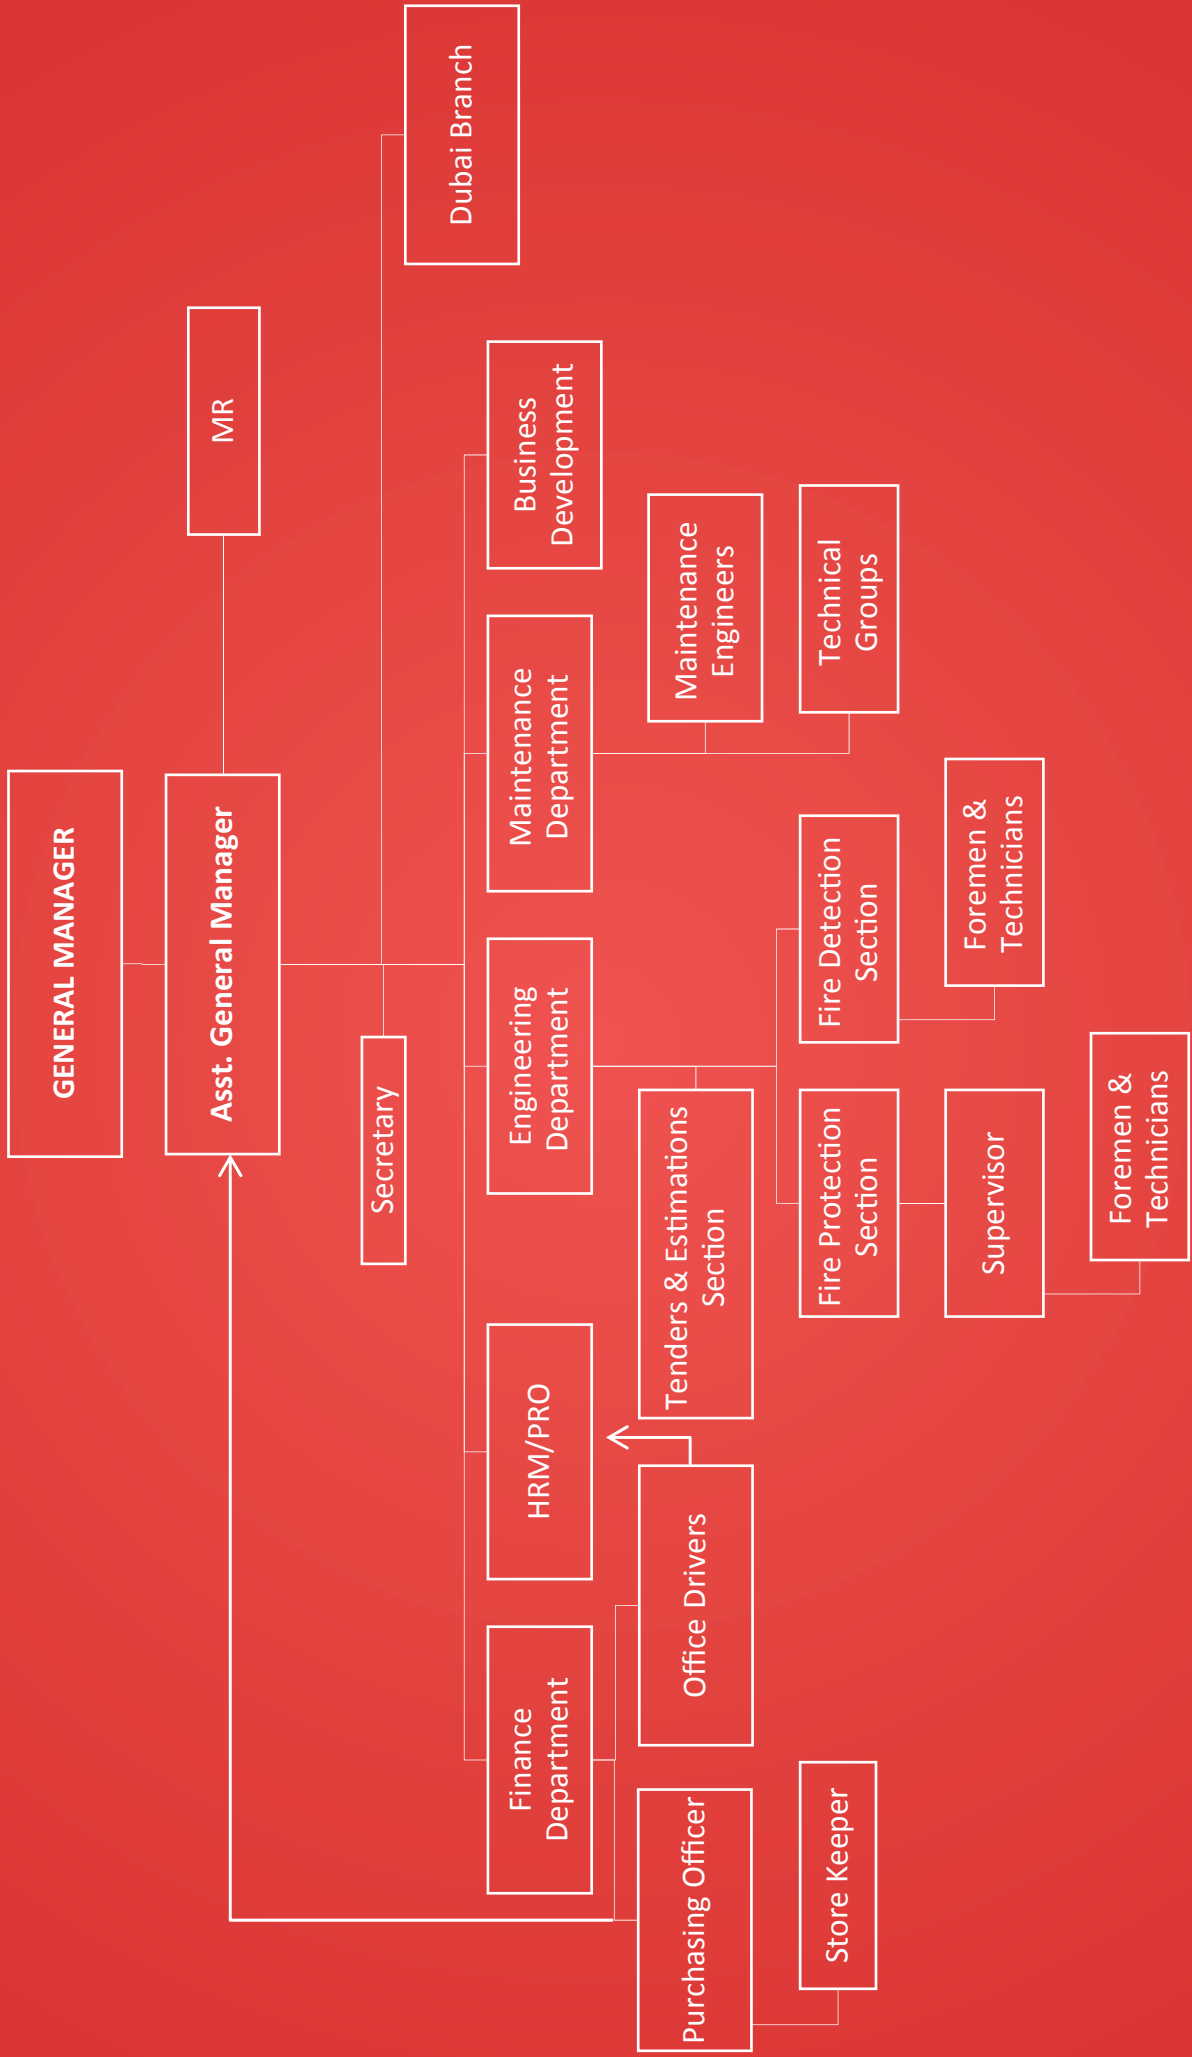 GENERAL MANAGER
Asst. General Manager
MR
Secretary
Dubai Branch
Finance
Department
HRM/PRO
Engineering
Department
Maintenance
Department
Business
Development
Purchasing Officer
Office Drivers
Tenders & Estimations
Section
Maintenance
Engineers
Store Keeper
Fire Protection
Section
Fire Detection
Section
Technical
Groups
Supervisor
Foremen &
Technicians
Foremen &
Technicians